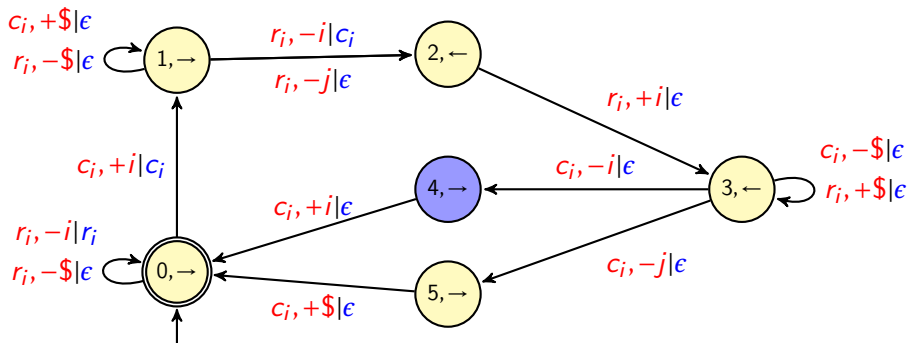 c_i, +$|ϵ
r_i, −$|ϵ
1, →
r_i, −i|c_i
r_i, −j|ϵ
2, ←
r_i, +i|ϵ
c_i, +i|c_i
c_i, −i|ϵ
4, →
c_i, +i|ϵ
3, ←
c_i, −$|ϵ
r_i, +$|ϵ
r_i, −i|r_i
r_i, −$|ϵ
0, →
c_i, +$|ϵ
5, →
c_i, −j|ϵ